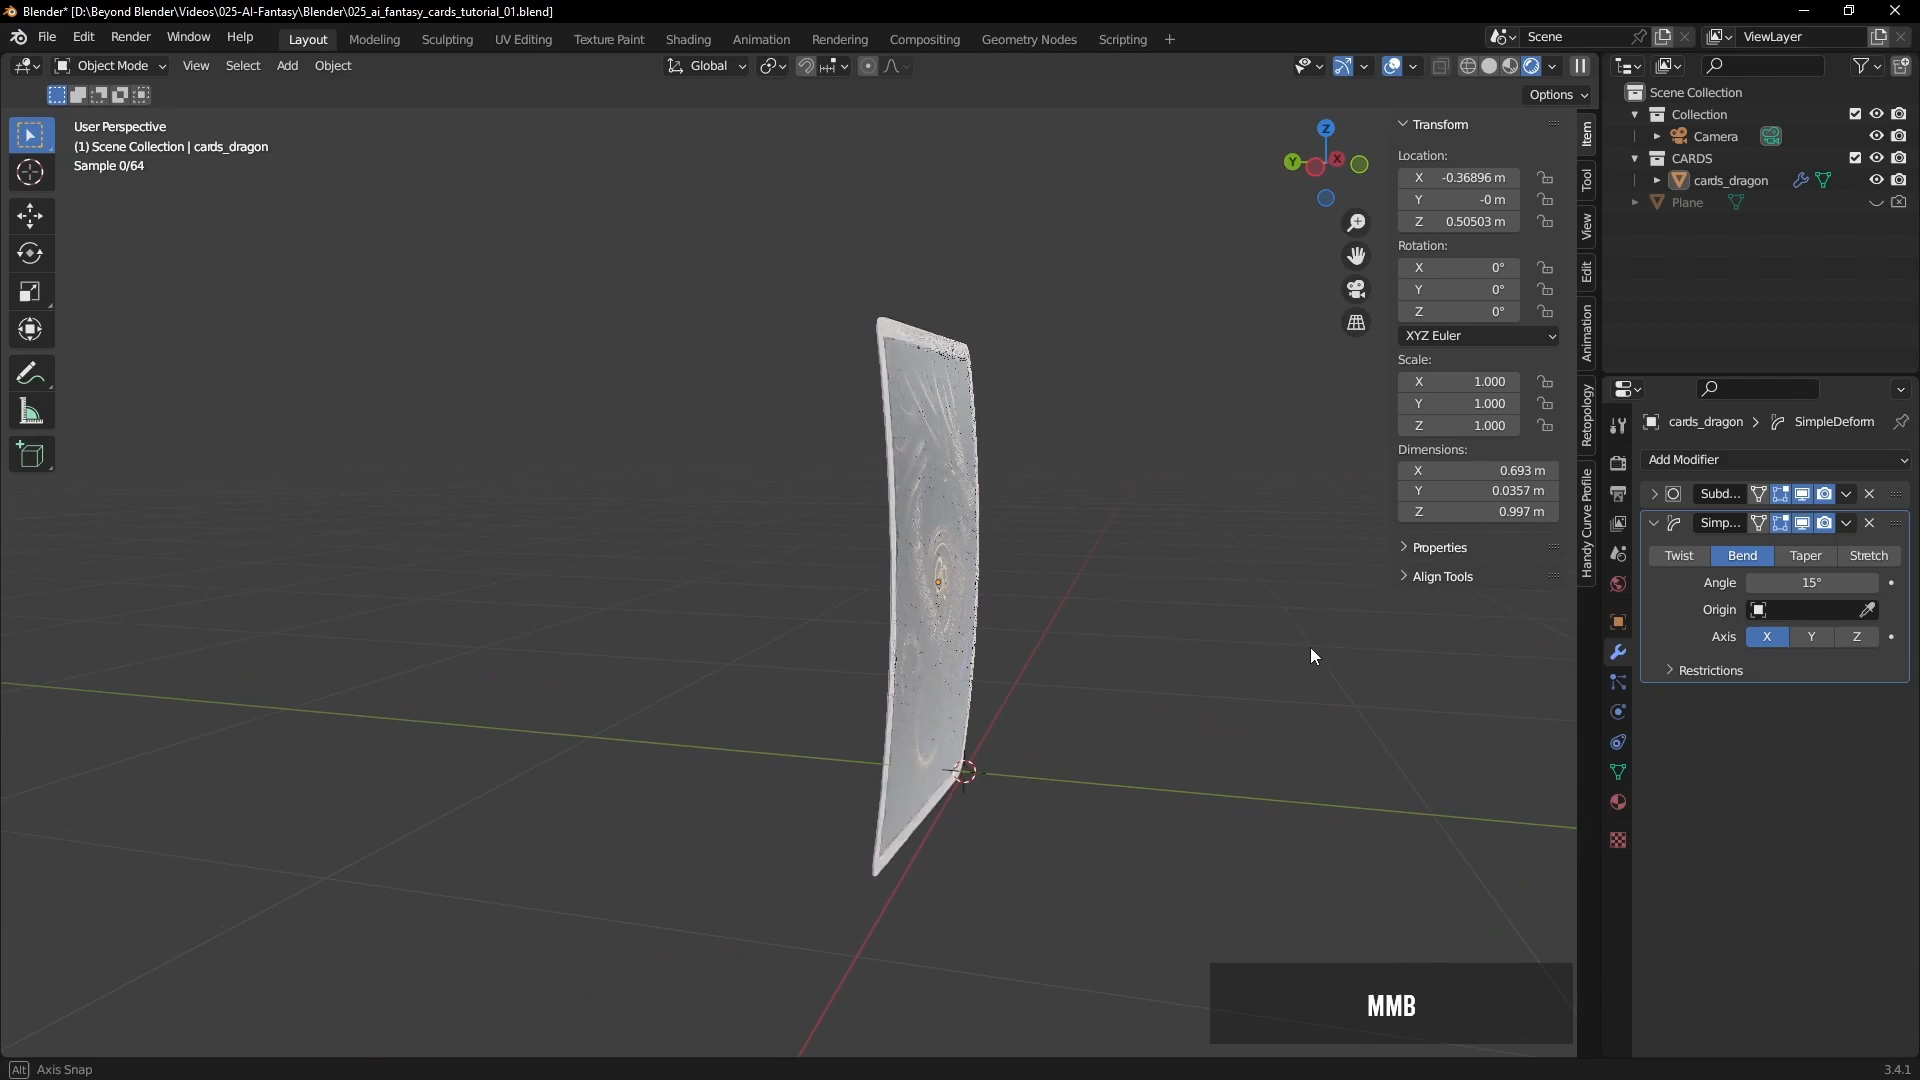 Blender* [D:\Beyond Blender\Videos\025-AI-Fantasy\Blender\025_ai_fantasy_cards_tutorial_01.blend]
File Edit Render Window Help Layout Modeling Sculpting UV Editing Texture Paint Shading Animation Rendering Compositing Geometry Nodes Scripting + Scene ViewLayer
Object Mode View Select Add Object Global
Options
User Perspective
(1) Scene Collection | cards_dragon
Sample 0/64
Z
Y
X
Transform
Location:
X -0.36896 m
Y -0 m
Z 0.50503 m
Rotation:
X 0°
Y 0°
Z 0°
XYZ Euler
Scale:
X 1.000
Y 1.000
Z 1.000
Dimensions:
X 0.693 m
Y 0.0357 m
Z 0.997 m
Properties
Align Tools
Item
Tool
View
Edit
Animation
Retopology
Handy Curve Profile
Scene Collection
Collection
Camera
CARDS
cards_dragon
Plane
cards_dragon > SimpleDeform
Add Modifier
Subd...
Simp...
Twist Bend Taper Stretch
Angle 15°
Origin
Axis X Y Z
Restrictions
MMB
Alt Axis Snap
3.4.1